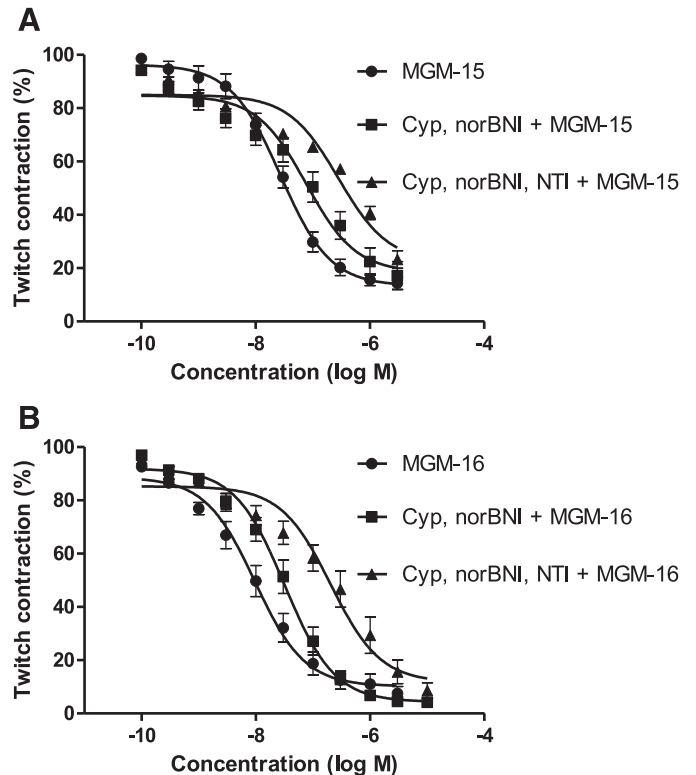 A
Twitch contraction (%)
100
80
60
40
20
0
-10
-8
-6
-4
Concentration (log M)
MGM-15
Cyp, norBNI + MGM-15
Cyp, norBNI, NTI + MGM-15
B
Twitch contraction (%)
100
80
60
40
20
0
-10
-8
-6
-4
Concentration (log M)
MGM-16
Cyp, norBNI + MGM-16
Cyp, norBNI, NTI + MGM-16